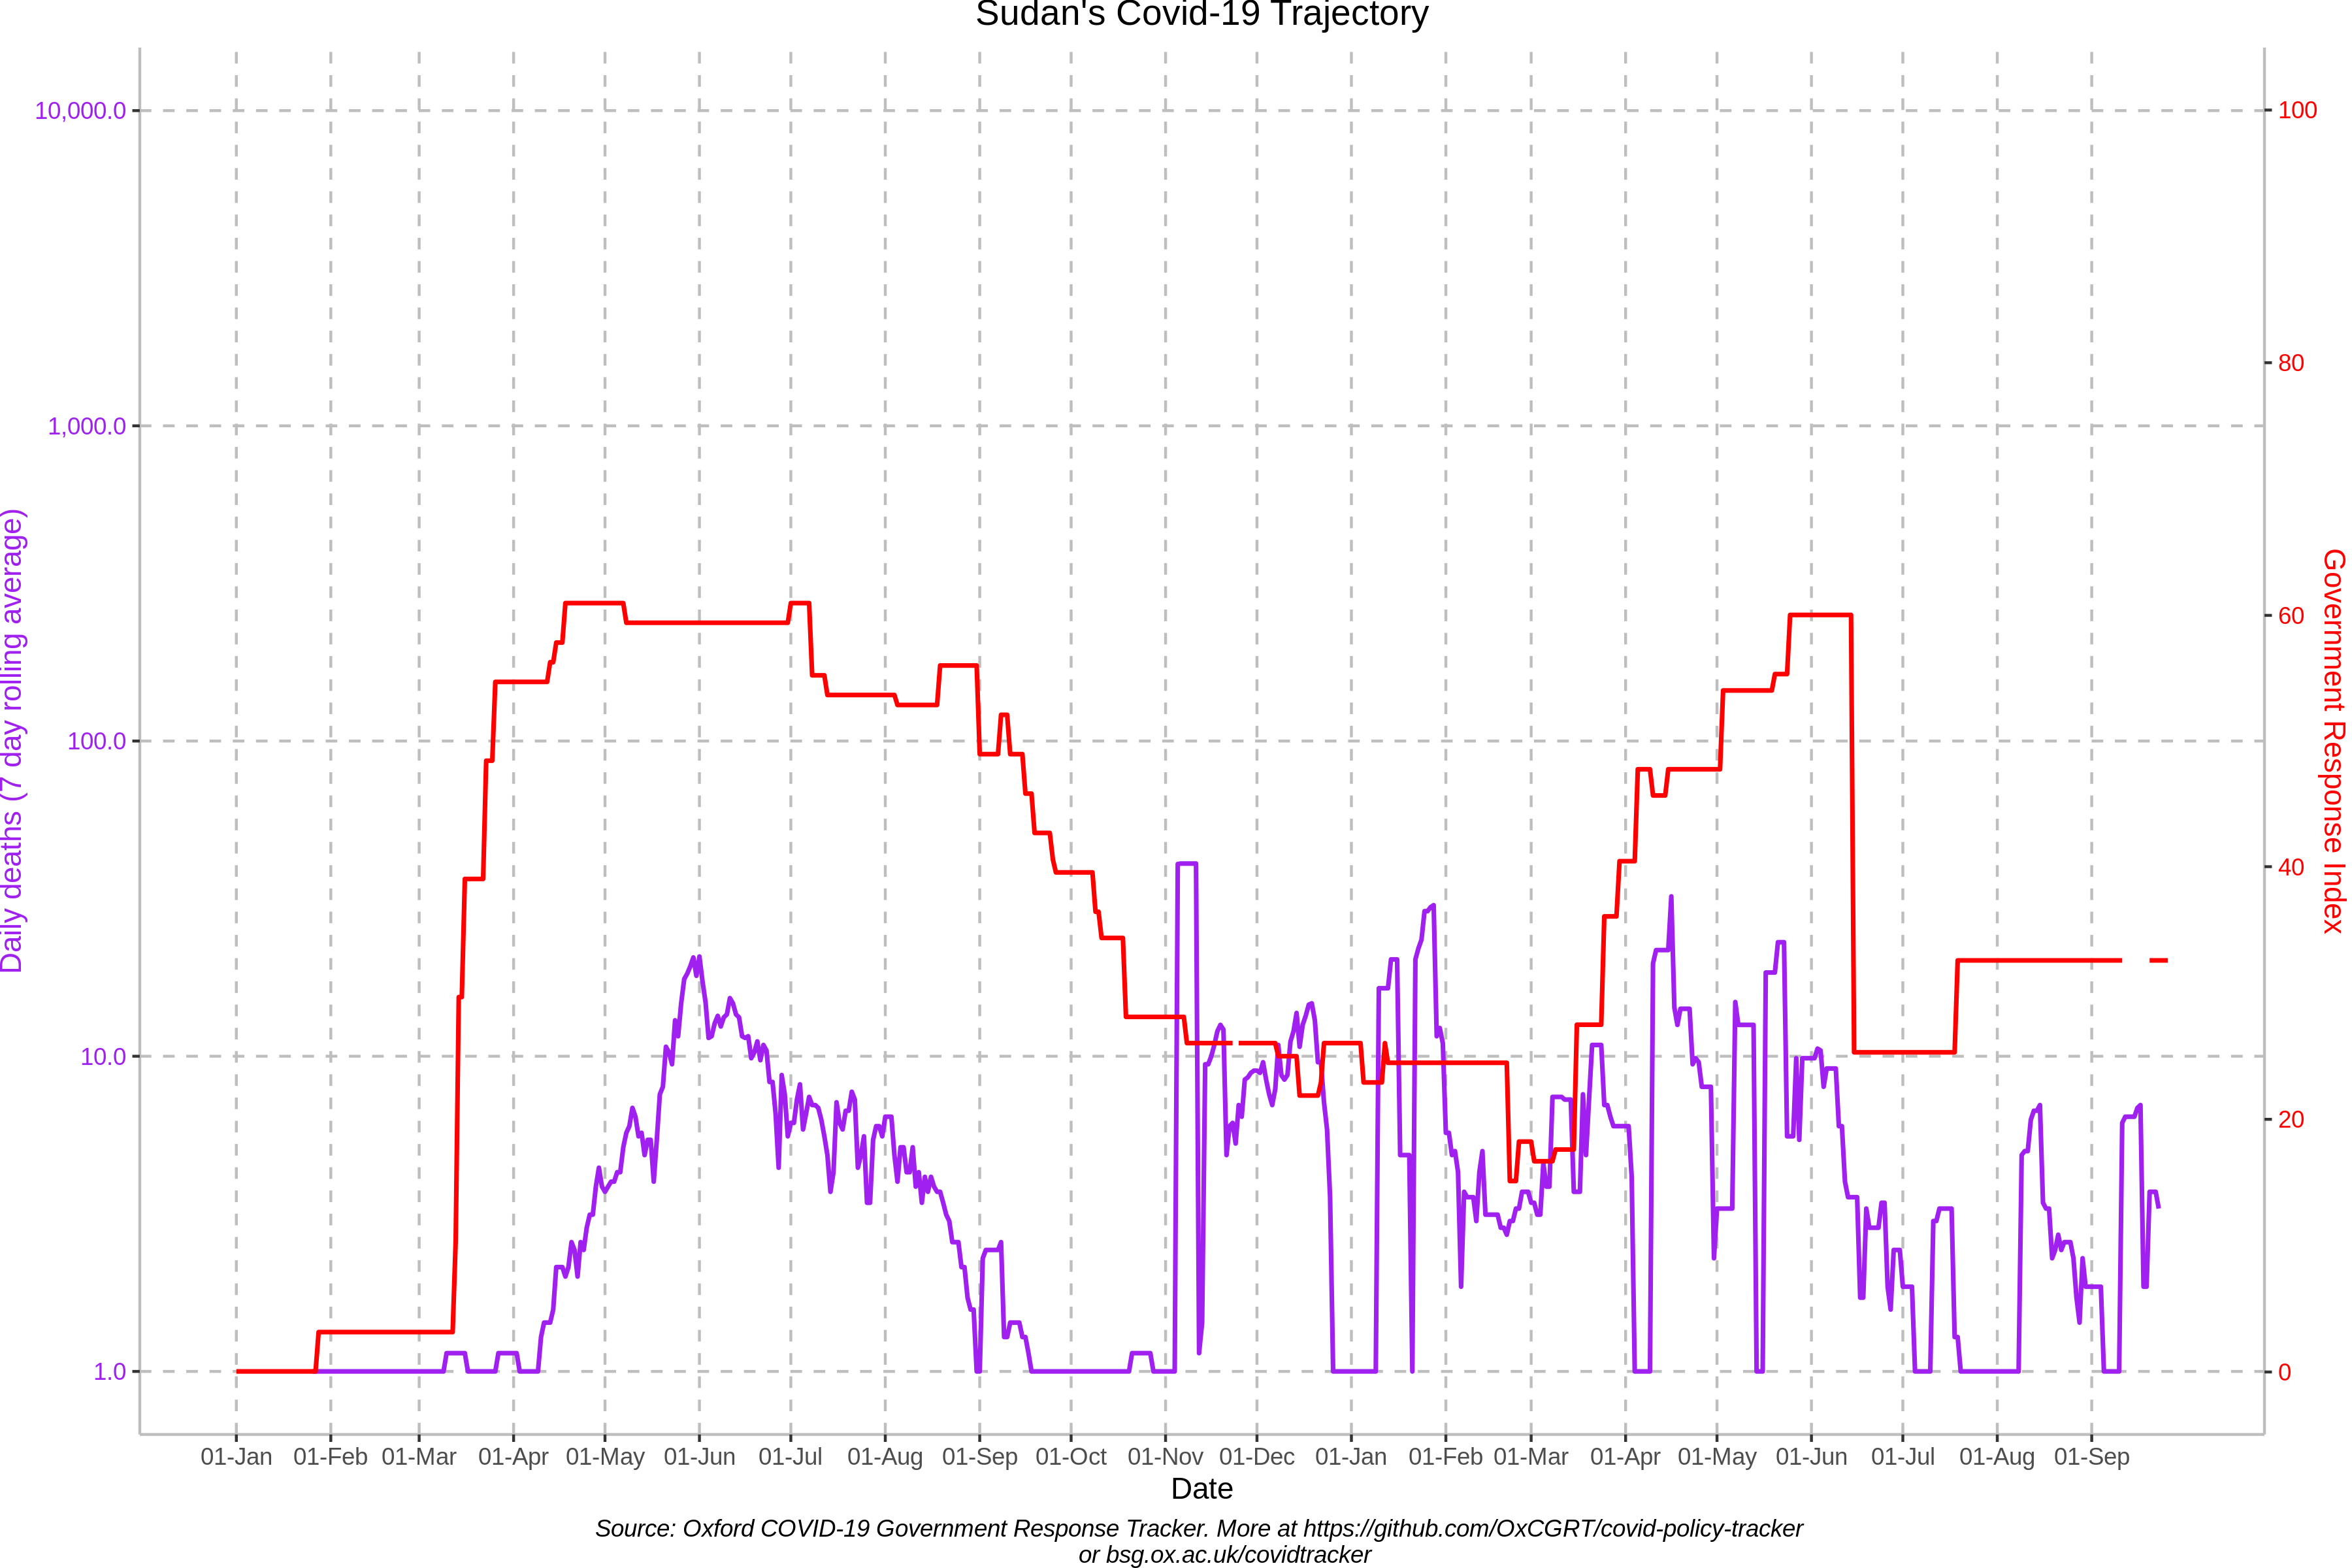 Sudan's Covid-19 Trajectory
10,000.0
1,000.0
100.0
10.0
1.0
Daily deaths (7 day rolling average)
100
80
60
40
20
0
Government Response Index
01-Jan 01-Feb 01-Mar 01-Apr 01-May 01-Jun 01-Jul 01-Aug 01-Sep 01-Oct 01-Nov 01-Dec 01-Jan 01-Feb 01-Mar 01-Apr 01-May 01-Jun 01-Jul 01-Aug 01-Sep
Date
Source: Oxford COVID-19 Government Response Tracker. More at https://github.com/OxCGRT/covid-policy-tracker
or bsg.ox.ac.uk/covidtracker